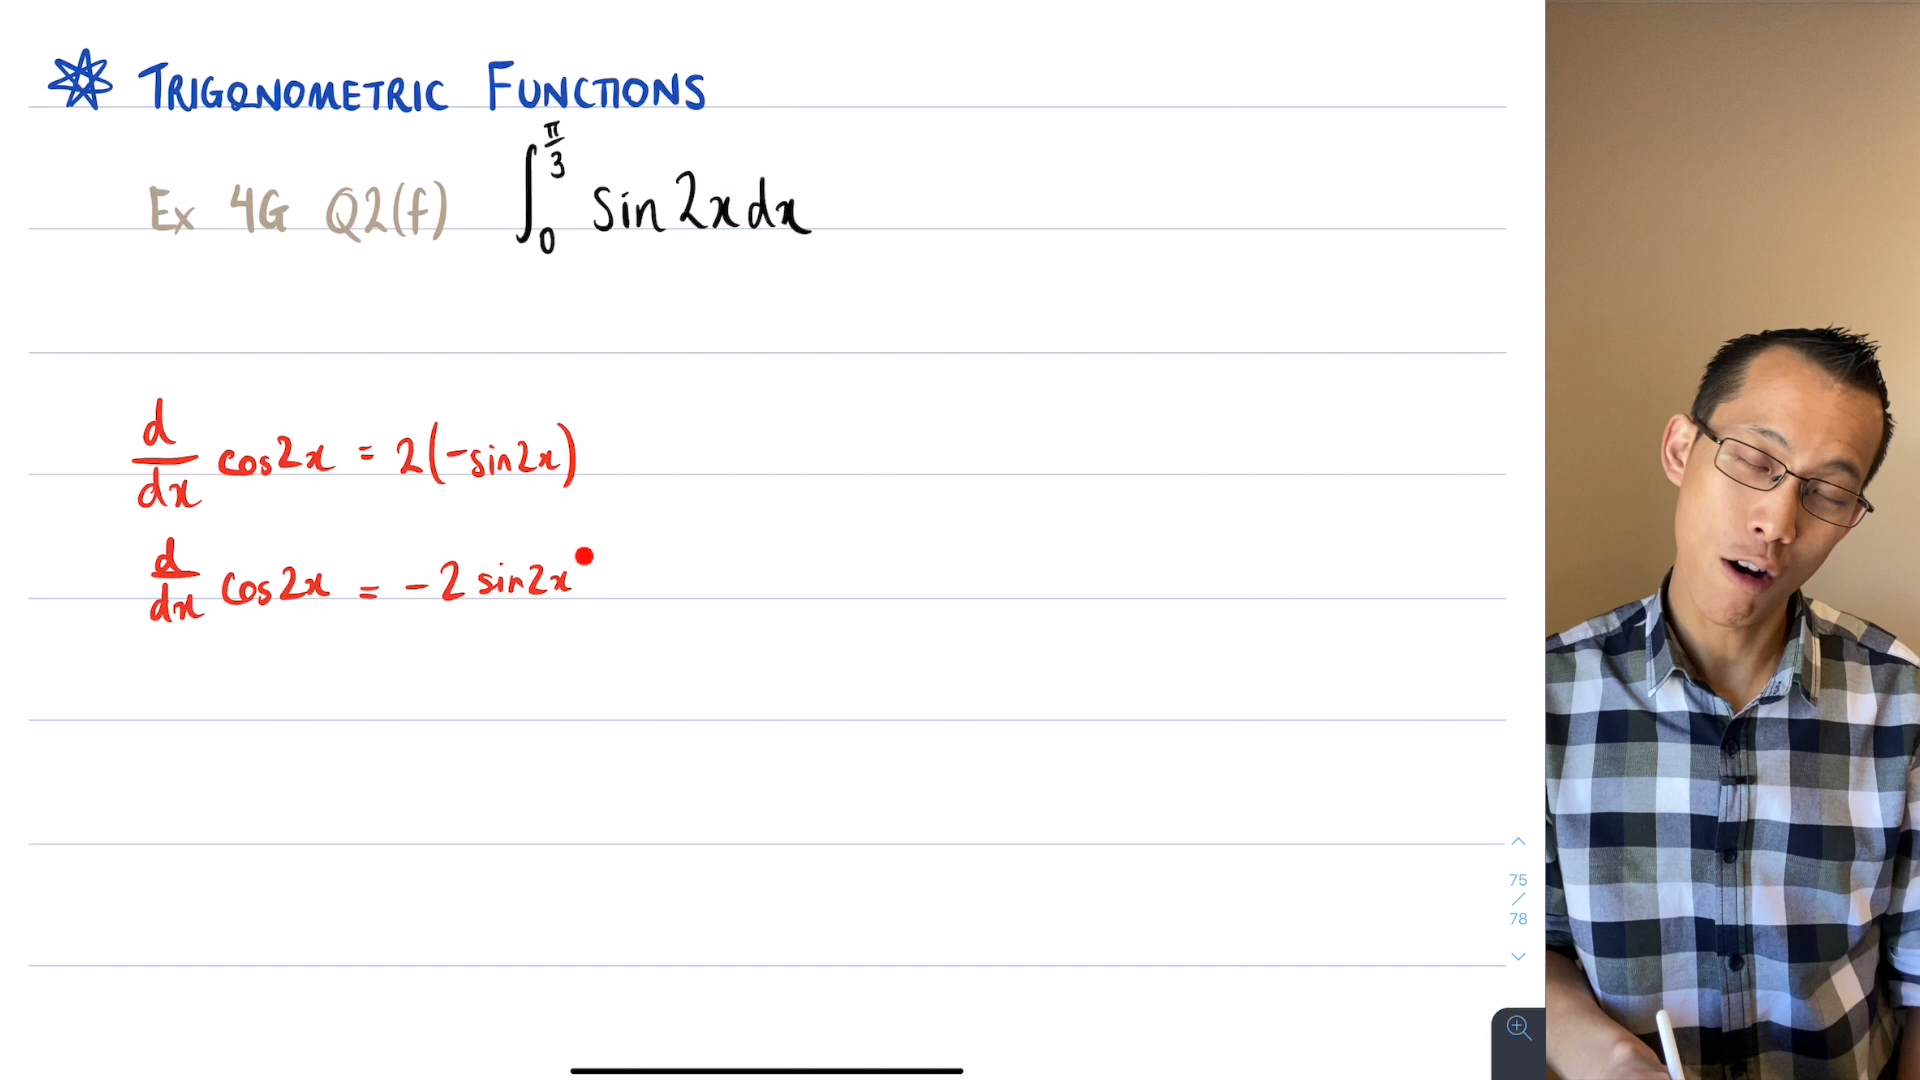 TRIGONOMETRIC FUNCTIONS
Ex 4G Q2(f) ∫₀^(π/3) sin 2x dx
d/dx cos2x = 2(-sin2x)
d/dx cos2x = -2 sin2x
75
/
78